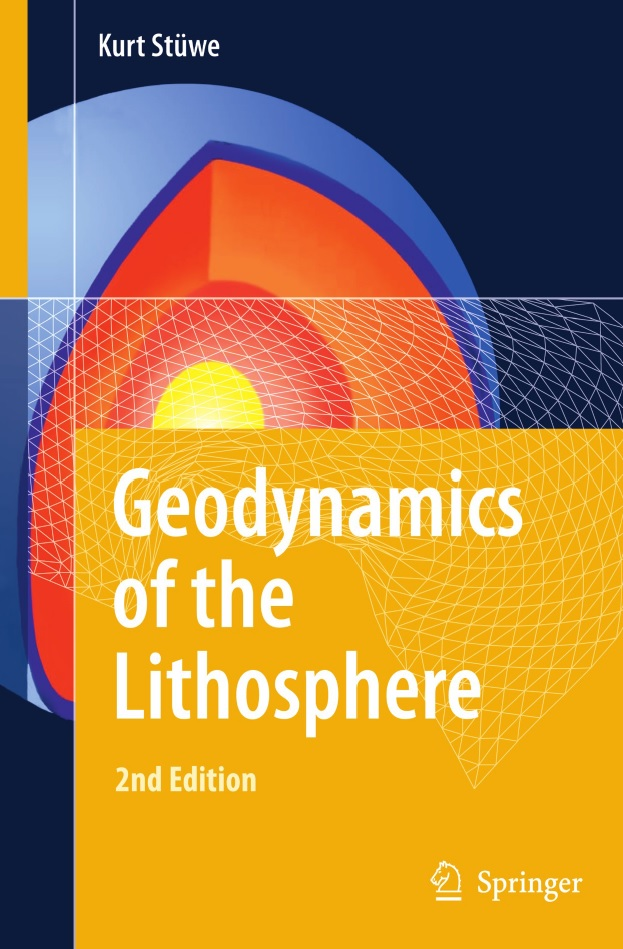 Kurt Stüwe
Geodynamics
of the
Lithosphere
2nd Edition
Springer